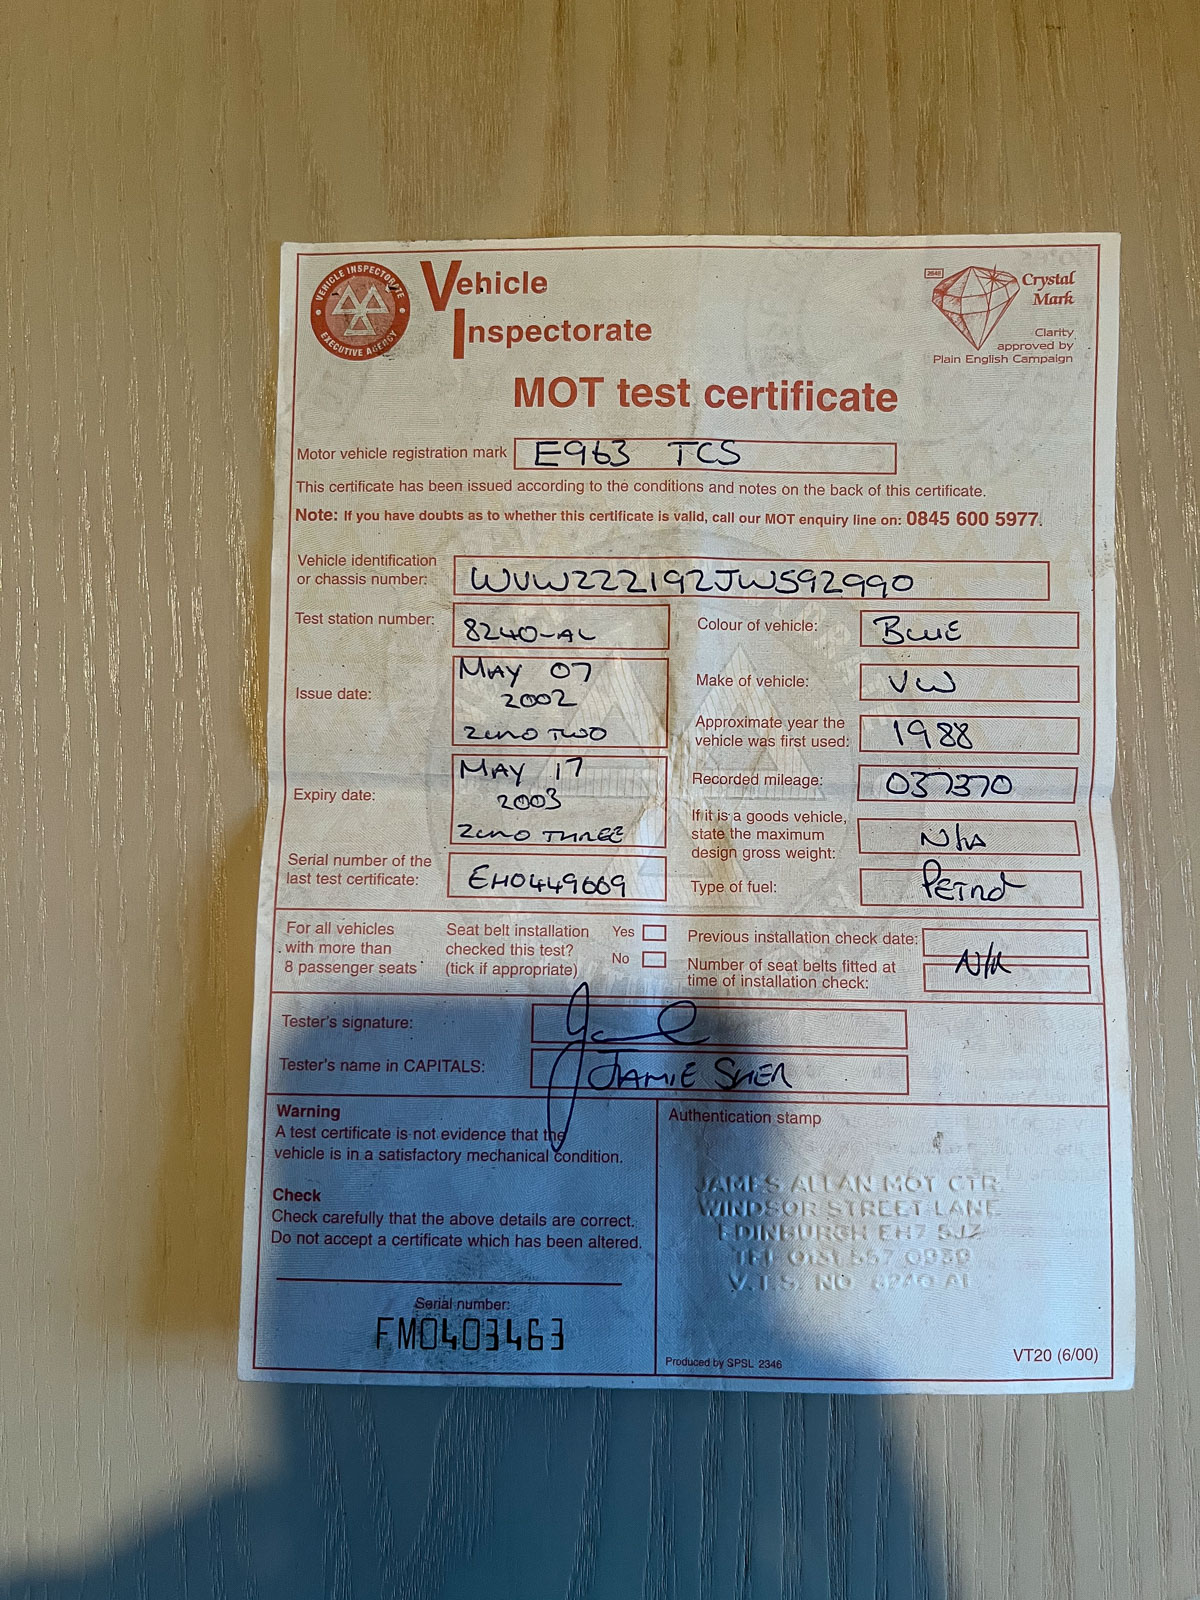 VEHICLE INSPECTORATE
EXECUTIVE AGENCY
Vehicle
Inspectorate
2646
Crystal
Mark
Clarity
approved by
Plain English Campaign
MOT test certificate
Motor vehicle registration mark E963 TCS
This certificate has been issued according to the conditions and notes on the back of this certificate.
Note: If you have doubts as to whether this certificate is valid, call our MOT enquiry line on: 0845 600 5977.
Vehicle identification
or chassis number: WVWZZZ19ZJW592990
Test station number: 8240-AL
Colour of vehicle: BLUE
Issue date: MAY 07
2002
ZERO TWO
Make of vehicle: VW
Approximate year the
vehicle was first used: 1988
Expiry date: MAY 17
2003
ZERO THREE
Recorded mileage: 037370
If it is a goods vehicle,
state the maximum
design gross weight: N/A
Serial number of the
last test certificate: EH0449669
Type of fuel: PETROL
For all vehicles
with more than
8 passenger seats
Seat belt installation
checked this test?
(tick if appropriate)
Yes
No
Previous installation check date:
Number of seat belts fitted at
time of installation check:
N/A
Tester's signature:
Tester's name in CAPITALS: JAMIE SHER
Warning
A test certificate is not evidence that the
vehicle is in a satisfactory mechanical condition.
Check
Check carefully that the above details are correct.
Do not accept a certificate which has been altered.
Serial number:
FM0403463
Authentication stamp
JAMES ALLAN MOT CTR
WINDSOR STREET LANE
EDINBURGH EH7 5JZ
TEL 0131 557 0939
V.T.S. NO 8240 AL
Produced by SPSL 2346
VT20 (6/00)